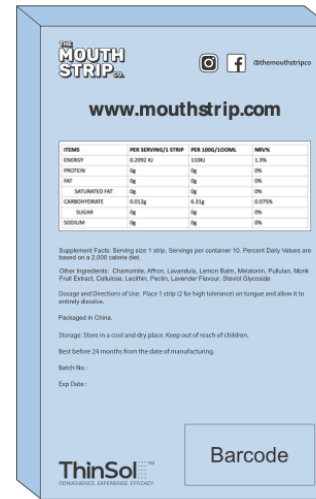 THE
MOUTH
STRIP CO.
@themouthstripco
www.mouthstrip.com
ITEMS PER SERVING/1 STRIP PER 100G/100ML NRV%
ENERGY 0.2092 KJ 110KJ 1.3%
PROTEIN 0g 0g 0%
FAT 0g 0g 0%
SATURATED FAT 0g 0g 0%
CARBOHYDRATE 0.012g 6.31g 0.075%
SUGAR 0g 0g 0%
SODIUM 0g 0g 0%
Supplement Facts: Serving size 1 strip, Servings per container 10. Percent Daily Values are
based on a 2,000 calorie diet.
Other Ingredients: Chamomile, Affron, Lavandula, Lemon Balm, Melatonin, Pullulan, Monk
Fruit Extract, Cellulose, Lecithin, Pectin, Lavender Flavour, Steviol Glycoside
Dosage and Directions of Use: Place 1 strip (2 for high tolerance) on tongue and allow it to
entirely dissolve.
Packaged in China.
Storage: Store in a cool and dry place. Keep out of reach of children.
Best before 24 months from the date of manufacturing.
Batch No :
Exp Date :
ThinSol™
CONVENIENCE. EXPERIENCE. EFFICACY.
Barcode